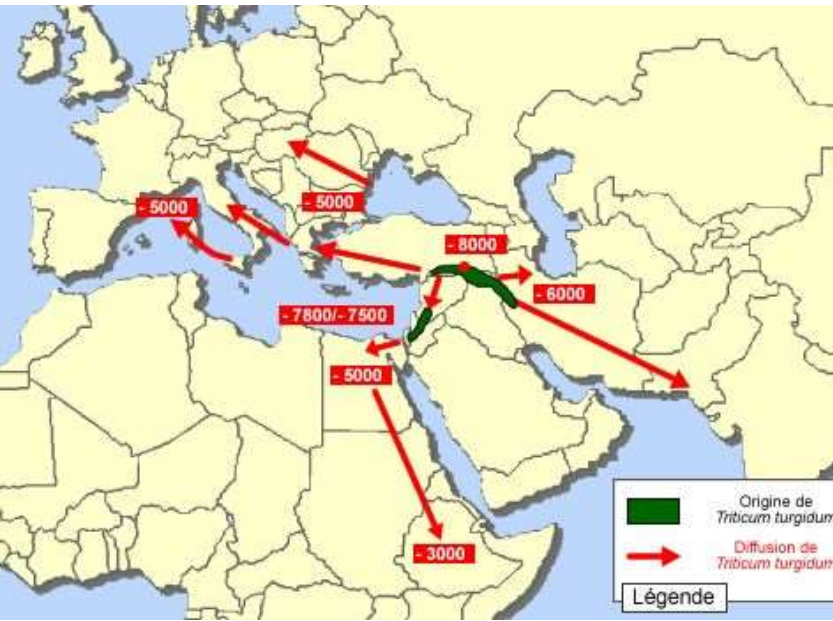 - 5000
- 5000
- 8000
- 6000
- 7800/- 7500
- 5000
- 3000
Origine de
Triticum turgidum
Diffusion de
Triticum turgidum
Légende